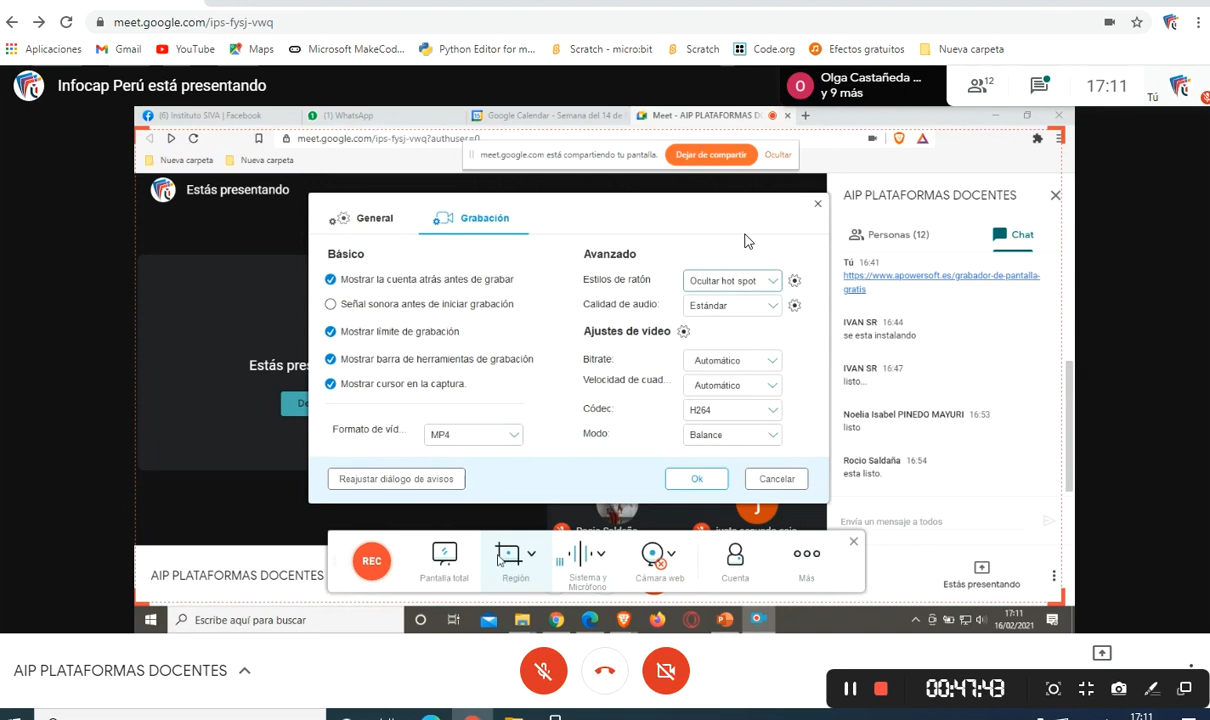 meet.google.com/ips-fysj-vwq
Aplicaciones
Gmail
YouTube
Maps
Microsoft MakeCod...
Python Editor for m...
Scratch - micro:bit
Scratch
Code.org
Efectos gratuitos
Nueva carpeta
Infocap Perú está presentando
O
Olga Castañeda ...
y 9 más
12
17:11
Tú
(6) Instituto SIVA | Facebook
(1) WhatsApp
Google Calendar - Semana del 14 de
Meet - AIP PLATAFORMAS DC
meet.google.com/ips-fysj-vwq?authuser=0
meet.google.com está compartiendo tu pantalla.
Dejar de compartir
Ocultar
Nueva carpeta
Nueva carpeta
Estás presentando
General
Grabación
Básico
Mostrar la cuenta atrás antes de grabar
Señal sonora antes de iniciar grabación
Mostrar límite de grabación
Mostrar barra de herramientas de grabación
Mostrar cursor en la captura.
Formato de víd...
MP4
Avanzado
Estilos de ratón
Ocultar hot spot
Calidad de audio:
Estándar
Ajustes de vídeo
Bitrate:
Automático
Velocidad de cuad...
Automático
Códec:
H264
Modo:
Balance
Reajustar diálogo de avisos
Ok
Cancelar
Estás pres
De
AIP PLATAFORMAS DOCENTES
Personas (12)
Chat
Tú 16:41
https://www.apowersoft.es/grabador-de-pantalla-
gratis
IVAN SR 16:44
se esta instalando
IVAN SR 16:47
listo...
Noelia Isabel PINEDO MAYURI 16:53
listo
Rocio Saldaña 16:54
esta listo.
Envía un mensaje a todos
Rocio Saldaña
J
REC
Pantalla total
Región
Sistema y
Micrófono
Cámara web
Cuenta
Más
AIP PLATAFORMAS DOCENTES
Estás presentando
Escribe aquí para buscar
17:11
16/02/2021
AIP PLATAFORMAS DOCENTES
00:47:43
17:11